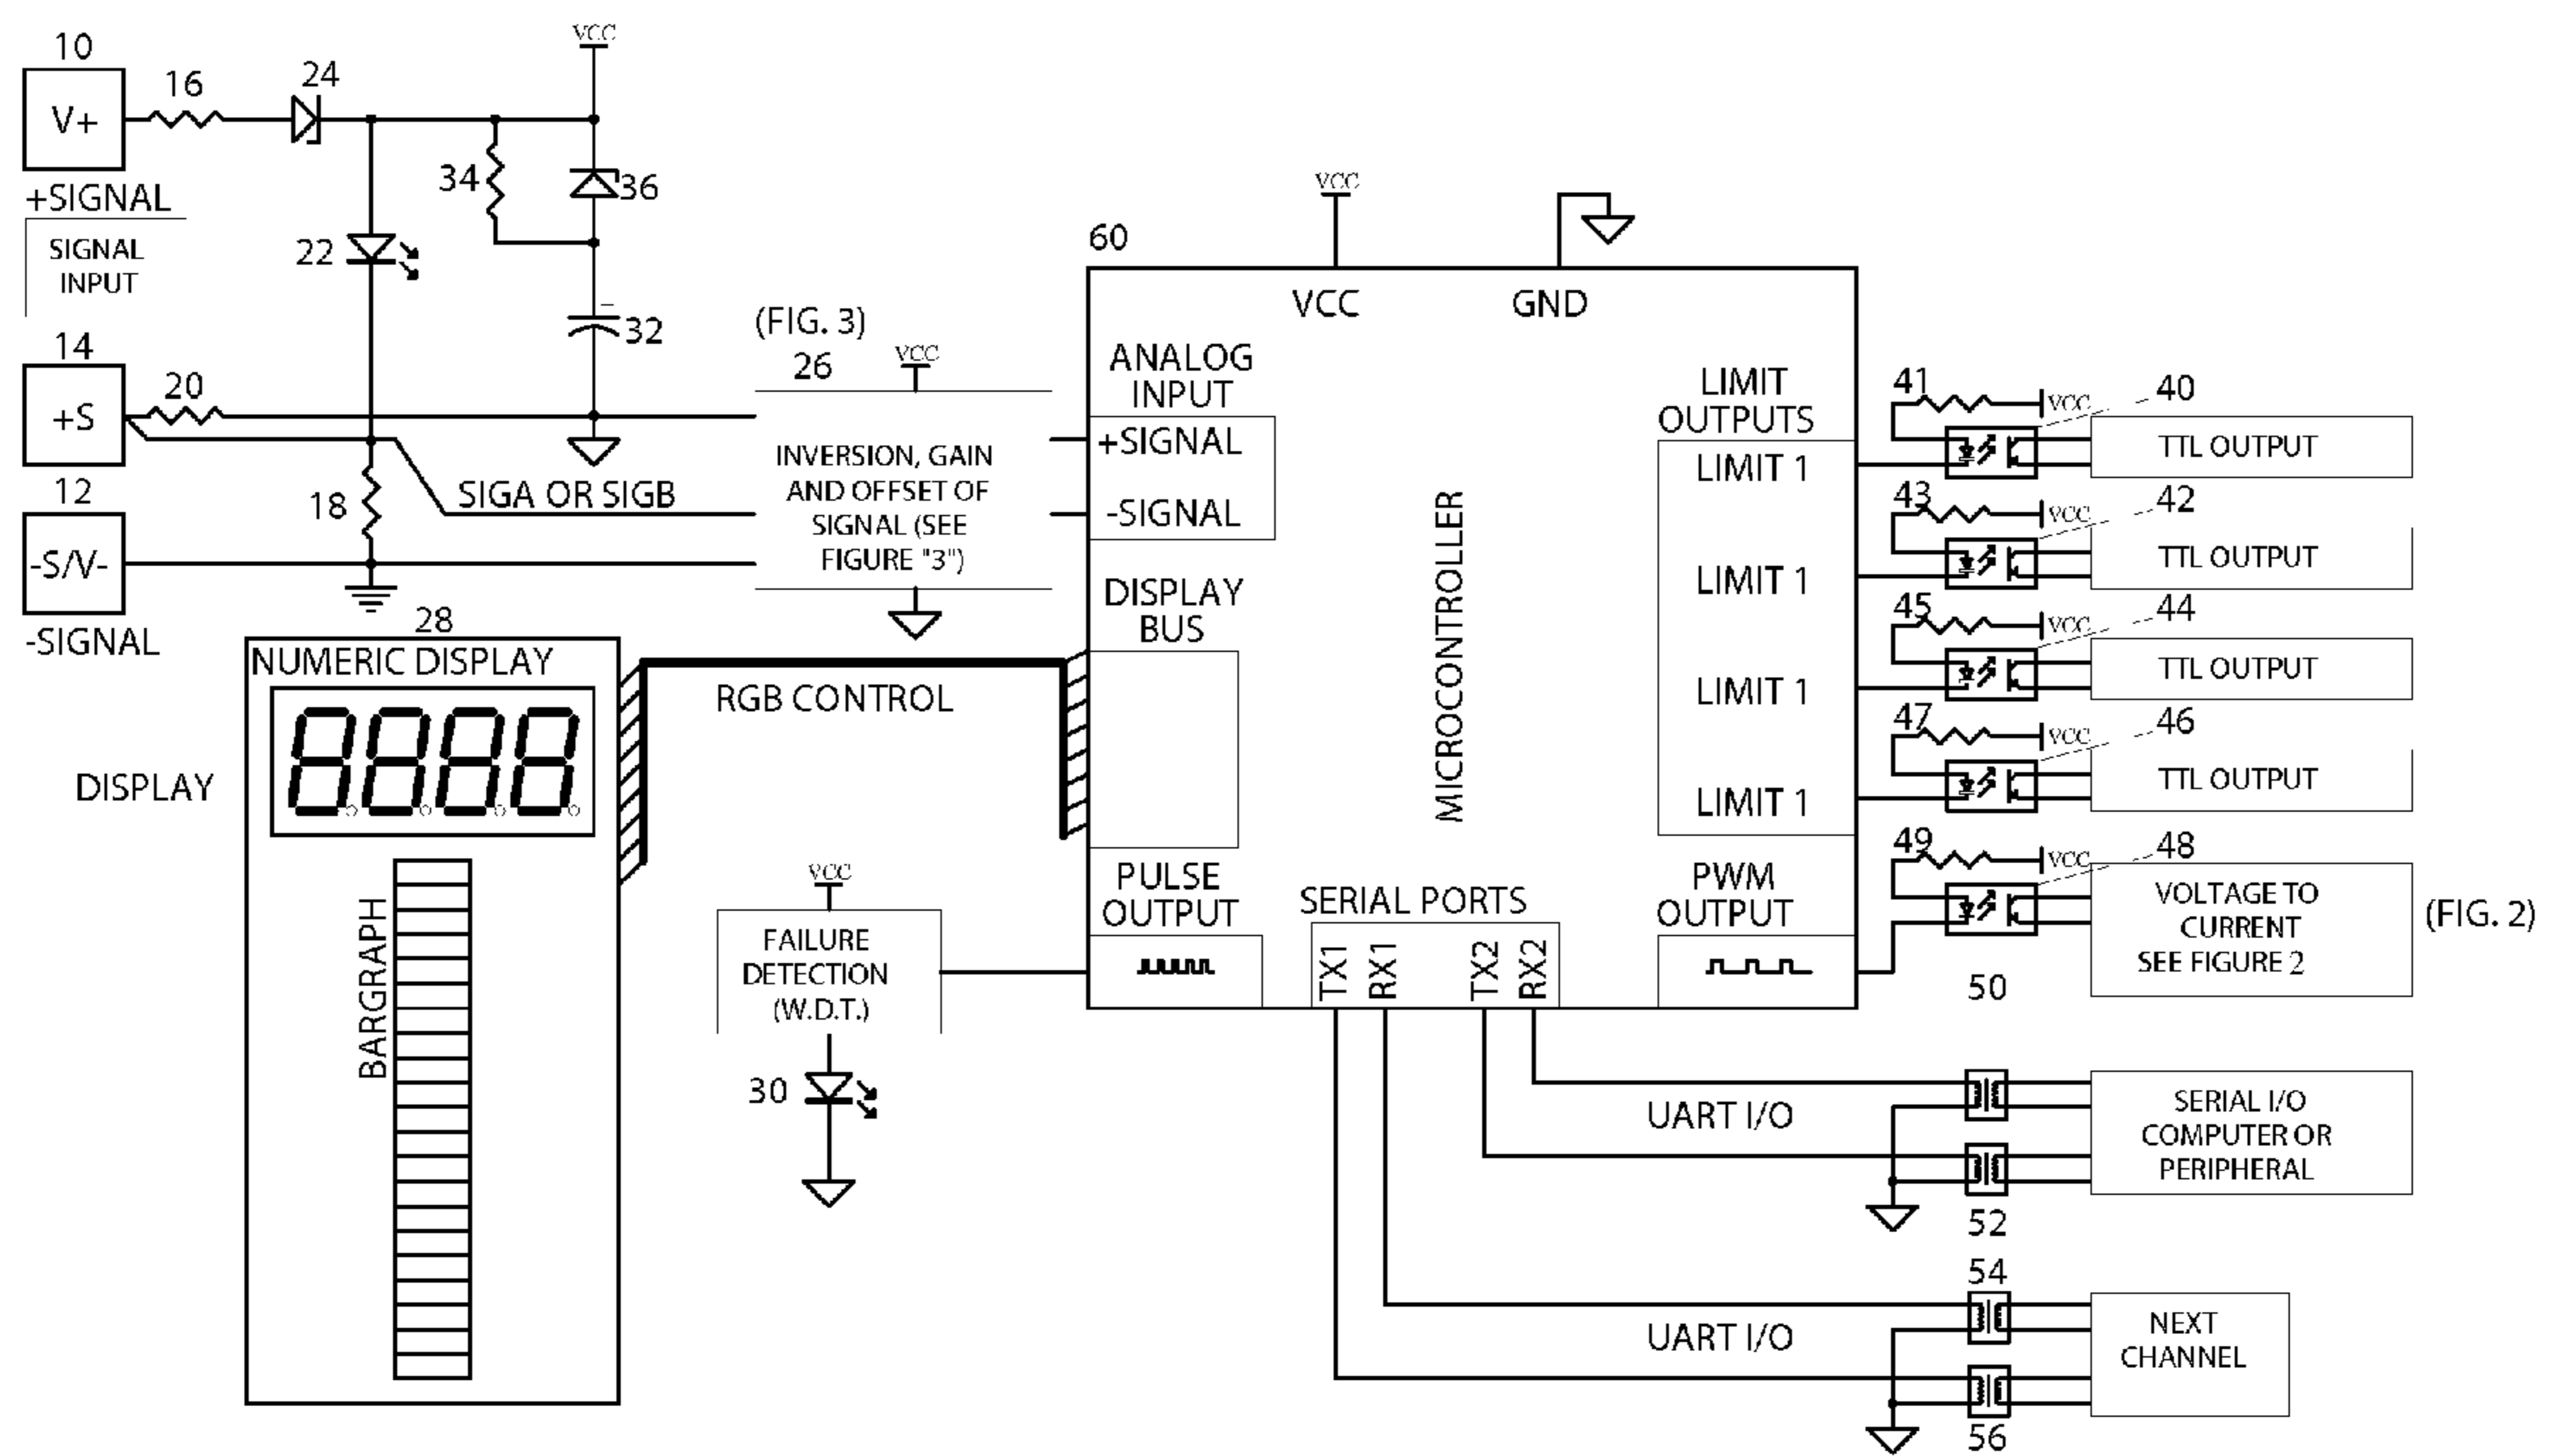 10
V+
+SIGNAL
SIGNAL
INPUT
16
24
VCC
34
36
22
32
14
+S
20
12
-S/V-
-SIGNAL
18
SIGA OR SIGB
(FIG. 3)
26
VCC
INVERSION, GAIN
AND OFFSET OF
SIGNAL (SEE
FIGURE "3")
28
NUMERIC DISPLAY
8.8.8.8.
DISPLAY
BARGRAPH
RGB CONTROL
VCC
FAILURE
DETECTION
(W.D.T.)
30
60
VCC
VCC
GND
ANALOG
INPUT
+SIGNAL
-SIGNAL
DISPLAY
BUS
PULSE
OUTPUT
MICROCONTROLLER
SERIAL PORTS
TX1
RX1
TX2
RX2
LIMIT
OUTPUTS
LIMIT 1
LIMIT 1
LIMIT 1
LIMIT 1
PWM
OUTPUT
41
VCC
40
TTL OUTPUT
43
VCC
42
TTL OUTPUT
45
VCC
44
TTL OUTPUT
47
VCC
46
TTL OUTPUT
49
VCC
48
VOLTAGE TO
CURRENT
SEE FIGURE 2
(FIG. 2)
50
UART I/O
SERIAL I/O
COMPUTER OR
PERIPHERAL
52
54
UART I/O
NEXT
CHANNEL
56